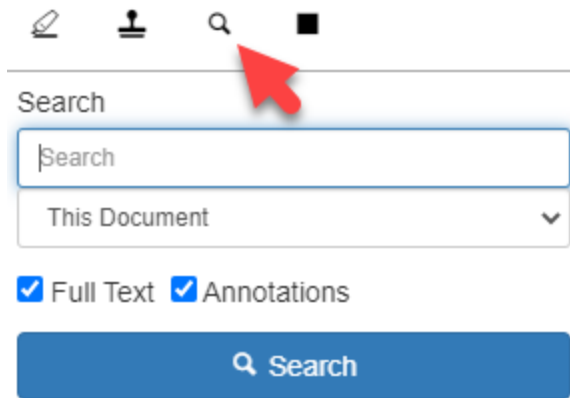 Search
Search
This Document
Full Text Annotations
Search